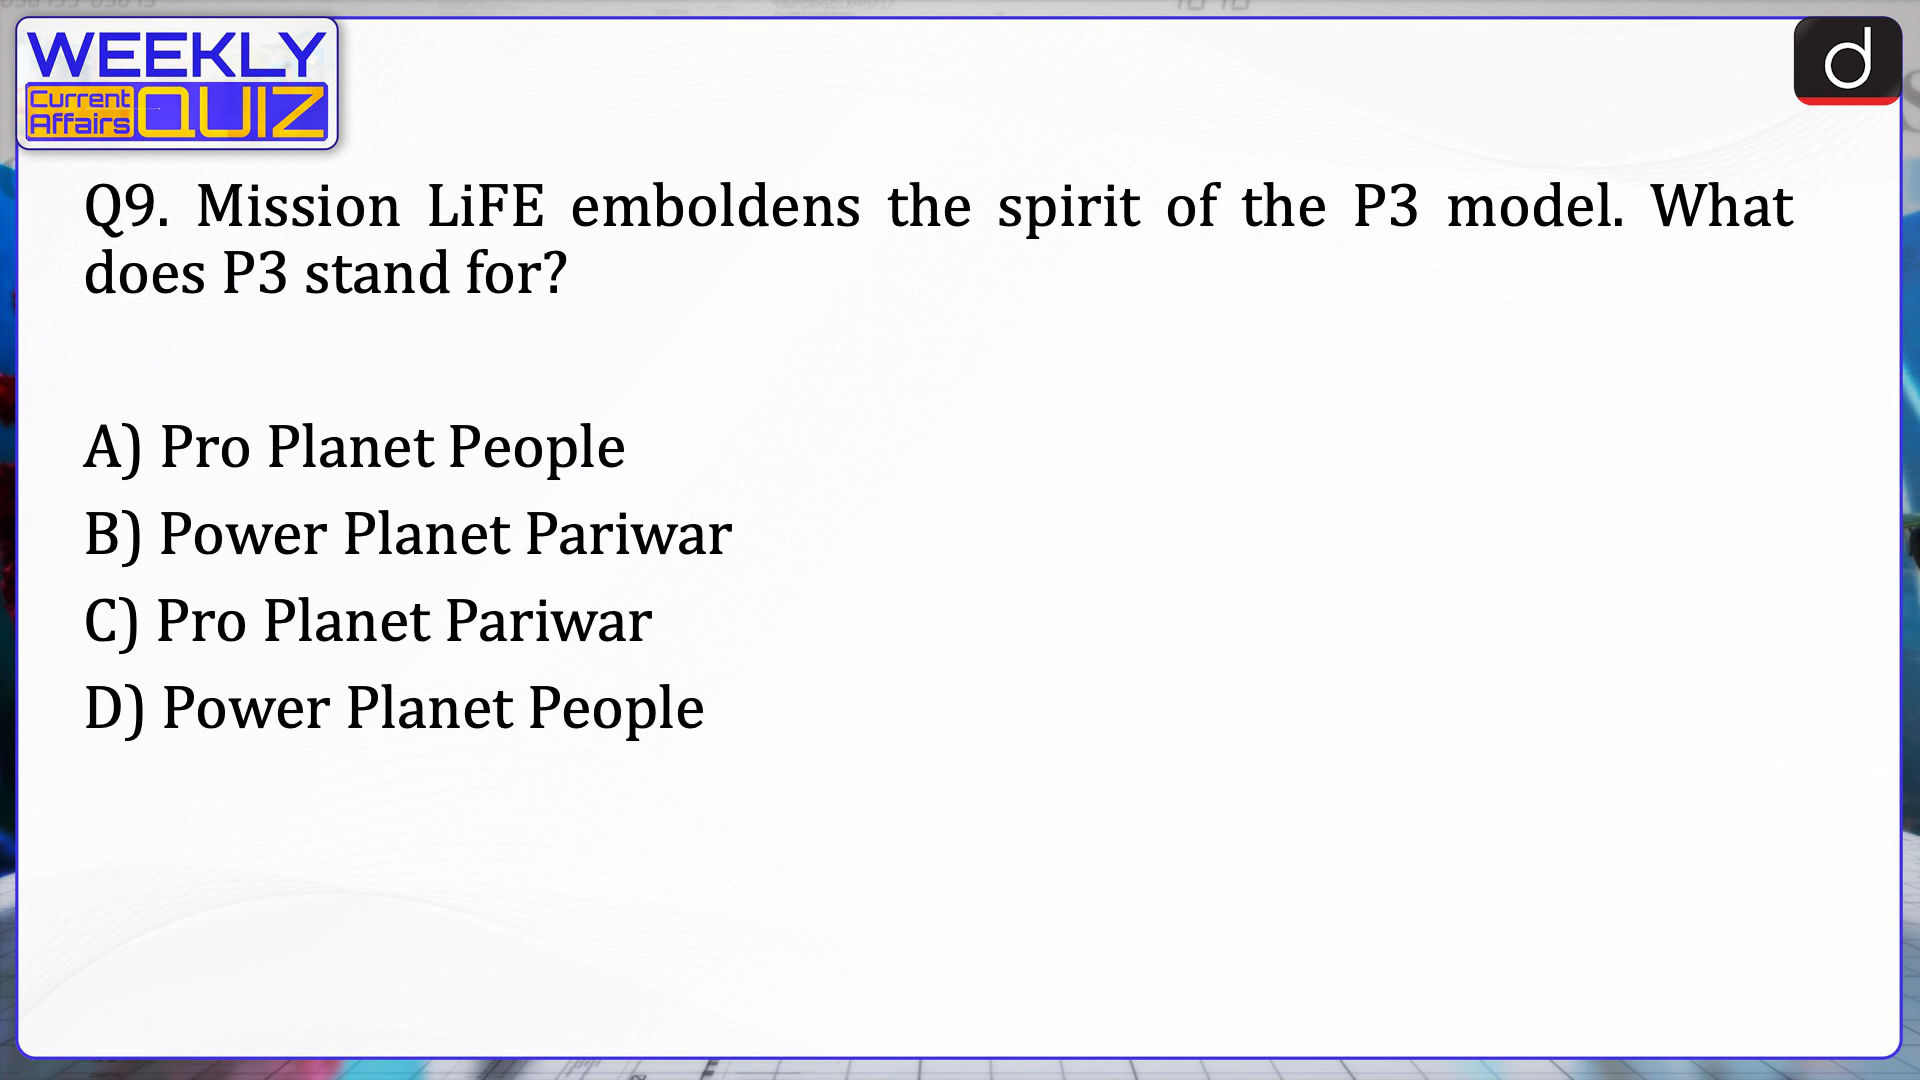 WEEKLY
Current
Affairs
QUIZ
d
Q9. Mission LiFE emboldens the spirit of the P3 model. What
does P3 stand for?
A) Pro Planet People
B) Power Planet Pariwar
C) Pro Planet Pariwar
D) Power Planet People